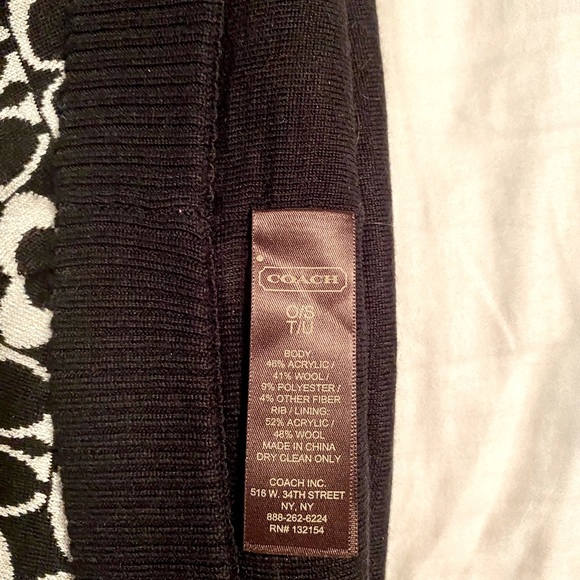 COACH
O/S
T/U
BODY
46% ACRYLIC /
41% WOOL /
9% POLYESTER /
4% OTHER FIBER
RIB / LINING:
52% ACRYLIC /
48% WOOL
MADE IN CHINA
DRY CLEAN ONLY
COACH INC.
516 W. 34TH STREET
NY, NY
888-262-6224
RN# 132154